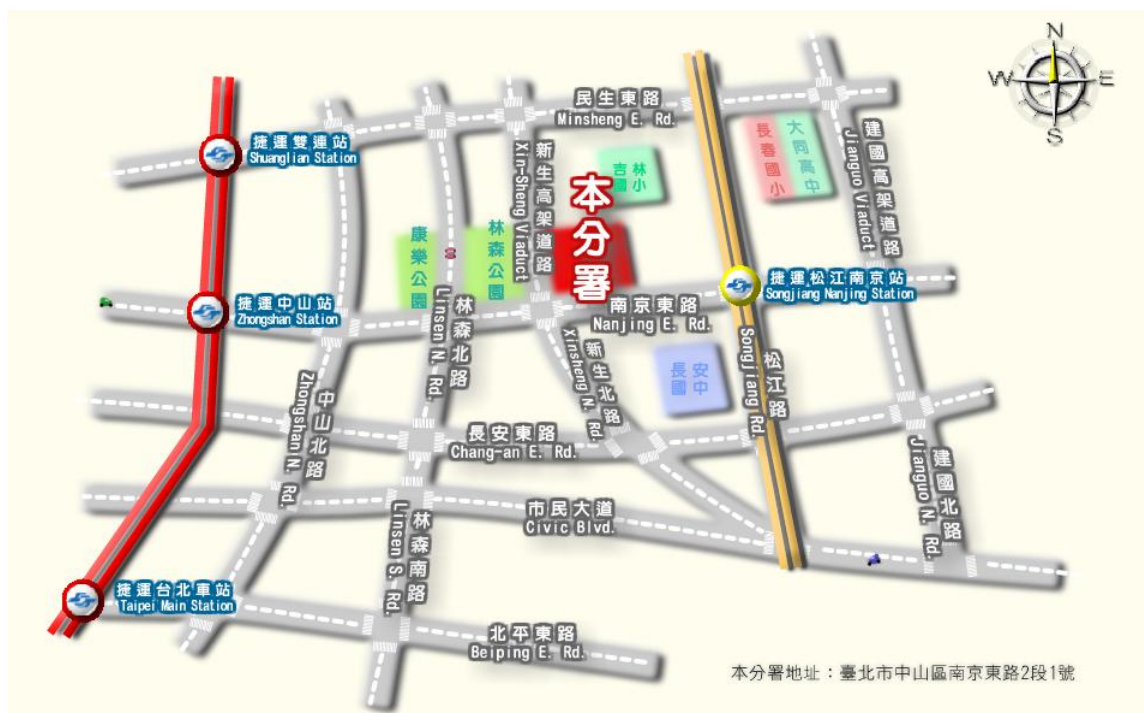 N
W
E
S
民生東路
Minsheng E. Rd.
捷運雙連站
Shuanglian Station
新生高架道路
Xin-Sheng Viaduct
吉林
國小
長春國小
大同高中
建國高架道路
Jianguo Viaduct
本分署
康樂公園
林森公園
捷運松江南京站
Songjiang Nanjing Station
捷運中山站
Zhongshan Station
林森北路
Linsen N. Rd.
南京東路
Nanjing E. Rd.
新生北路
Xinsheng N. Rd.
長安
國中
松江路
Songjiang Rd.
中山北路
Zhongshan N. Rd.
長安東路
Chang-an E. Rd.
建國北路
Jianguo N. Rd.
市民大道
Civic Blvd.
林森南路
Linsen S. Rd.
捷運台北車站
Taipei Main Station
北平東路
Beiping E. Rd.
本分署地址：臺北市中山區南京東路2段1號